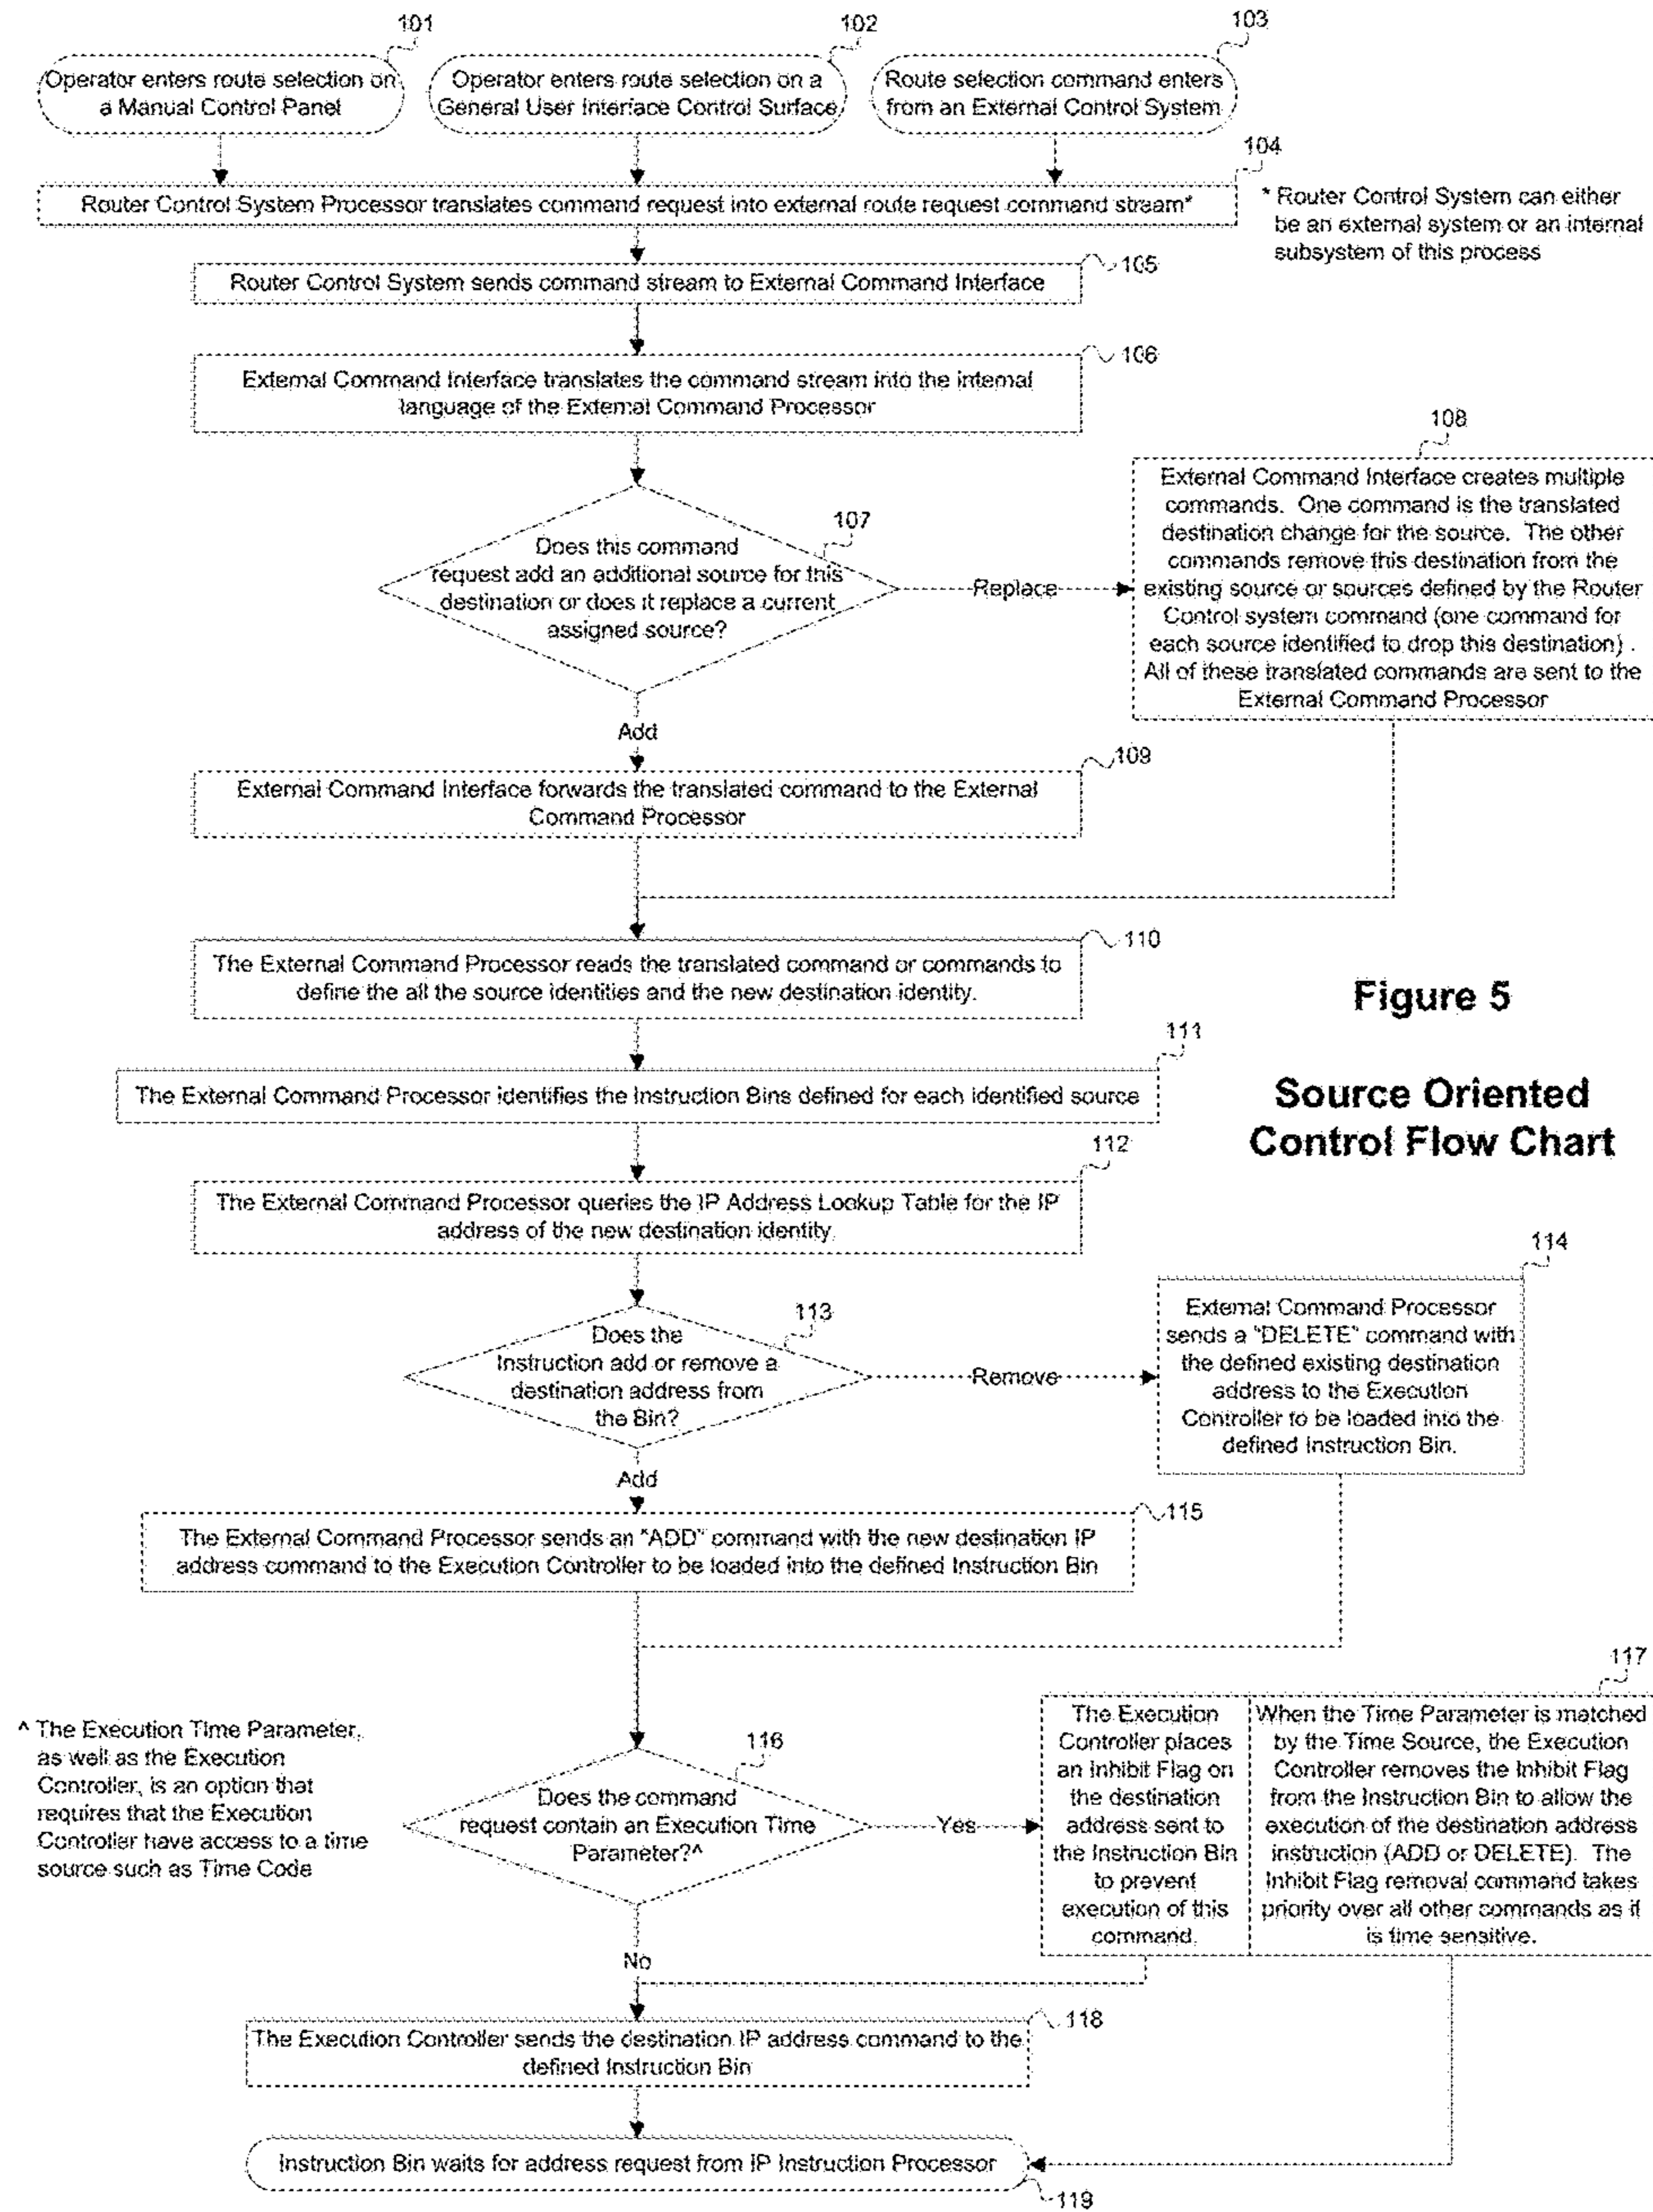 101
102
103
Operator enters route selection on
a Manual Control Panel
Operator enters route selection on a
General User Interface Control Surface
Route selection command enters
from an External Control System
104
Router Control System Processor translates command request into external route request command stream*
* Router Control System can either
be an external system or an internal
subsystem of this process
105
Router Control System sends command stream to External Command Interface
106
External Command Interface translates the command stream into the internal
language of the External Command Processor
107
Does this command
request add an additional source for this
destination or does it replace a current
assigned source?
Replace
108
External Command Interface creates multiple
commands. One command is the translated
destination change for the source. The other
commands remove this destination from the
existing source or sources defined by the Router
Control system command (one command for
each source identified to drop this destination) .
All of these translated commands are sent to the
External Command Processor
Add
109
External Command Interface forwards the translated command to the External
Command Processor
110
The External Command Processor reads the translated command or commands to
define the all the source identities and the new destination identity.
Figure 5
Source Oriented
Control Flow Chart
111
The External Command Processor identifies the Instruction Bins defined for each identified source
112
The External Command Processor queries the IP Address Lookup Table for the IP
address of the new destination identity.
113
Does the
Instruction add or remove a
destination address from
the Bin?
Remove
114
External Command Processor
sends a "DELETE" command with
the defined existing destination
address to the Execution
Controller to be loaded into the
defined Instruction Bin.
Add
115
The External Command Processor sends an "ADD" command with the new destination IP
address command to the Execution Controller to be loaded into the defined Instruction Bin
^ The Execution Time Parameter,
as well as the Execution
Controller, is an option that
requires that the Execution
Controller have access to a time
source such as Time Code
116
Does the command
request contain an Execution Time
Parameter?^
Yes
The Execution
Controller places
an Inhibit Flag on
the destination
address sent to
the Instruction Bin
to prevent
execution of this
command.
117
When the Time Parameter is matched
by the Time Source, the Execution
Controller removes the Inhibit Flag
from the Instruction Bin to allow the
execution of the destination address
instruction (ADD or DELETE). The
Inhibit Flag removal command takes
priority over all other commands as it
is time sensitive.
No
118
The Execution Controller sends the destination IP address command to the
defined Instruction Bin
Instruction Bin waits for address request from IP Instruction Processor
119